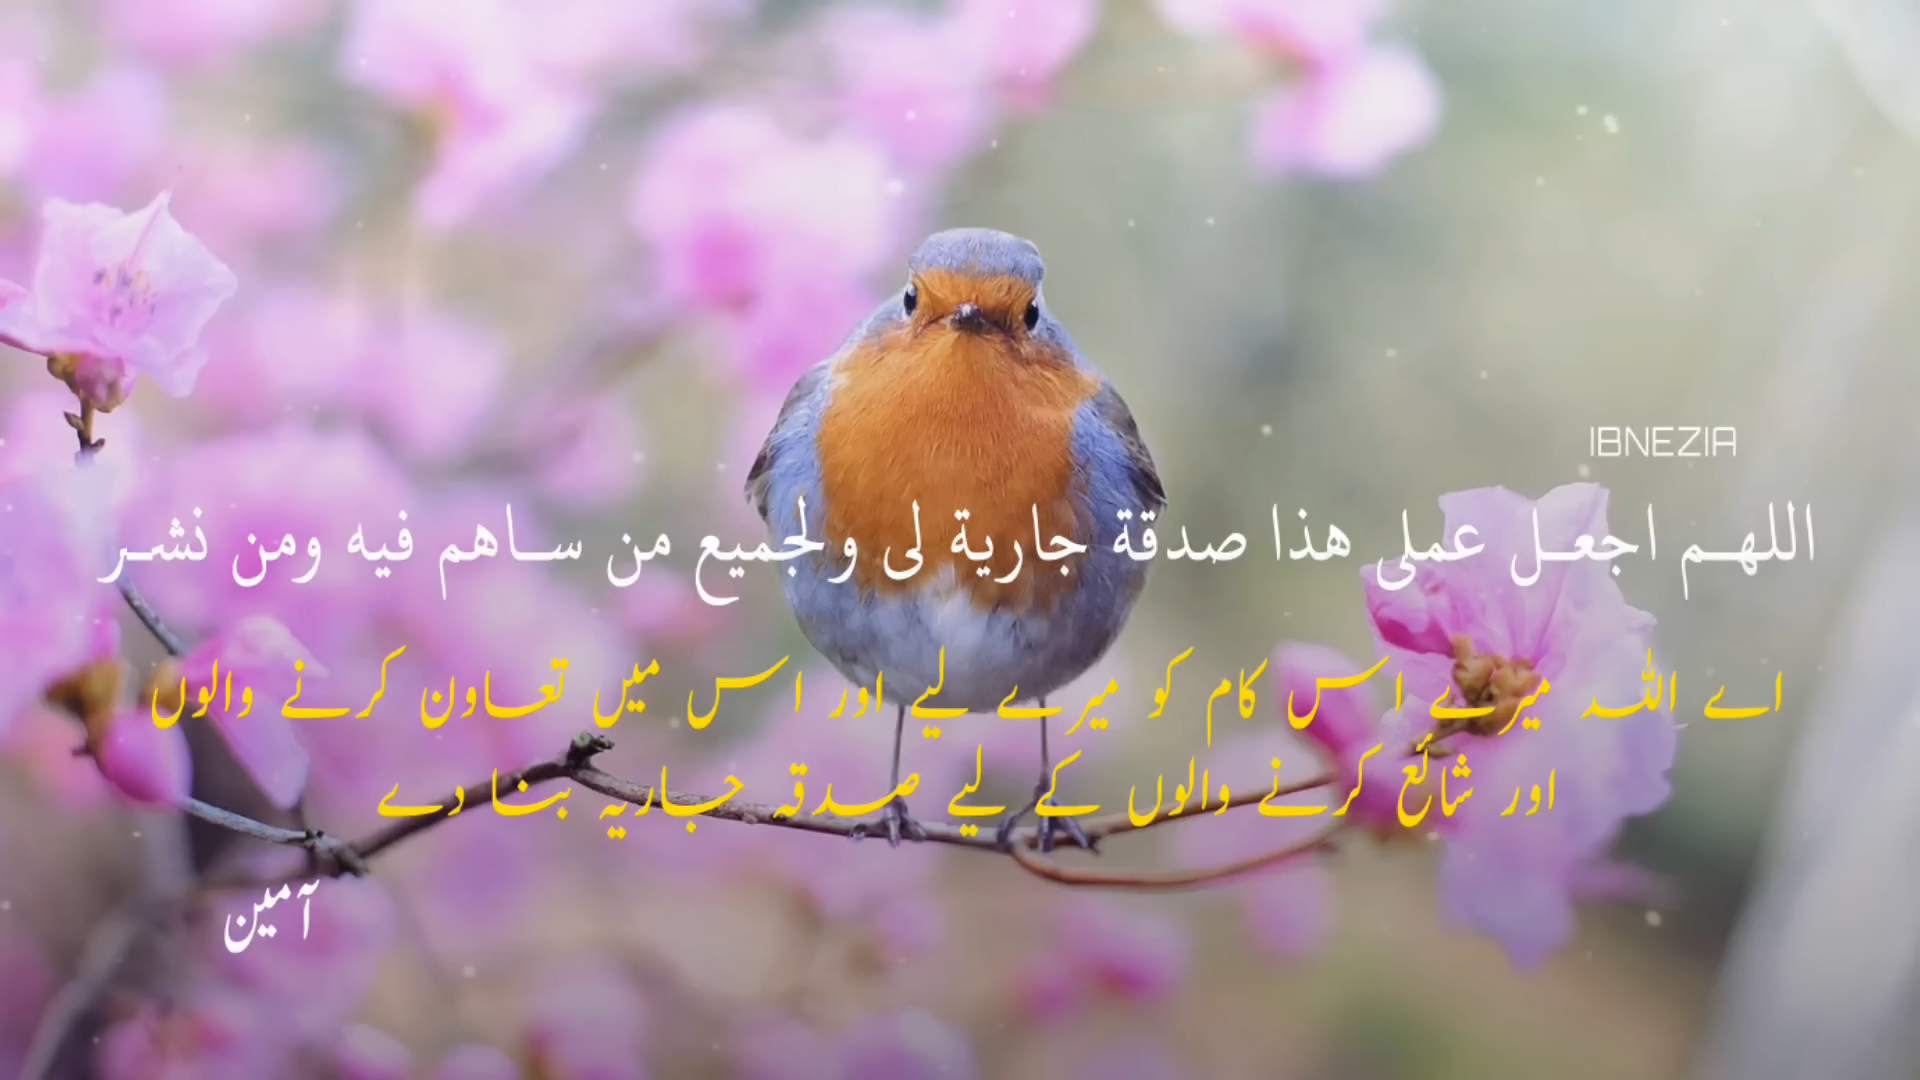 IBNEZIA
اللهم اجعل عملی هذا صدقة جارية لی ولجميع من ساهم فيه ومن نشر
اے اللہ میرے اس کام کو میرے لیے اور اس میں تعاون کرنے والوں
اور شائع کرنے والوں کے لیے صدقہ جاریہ بنا دے
آمین